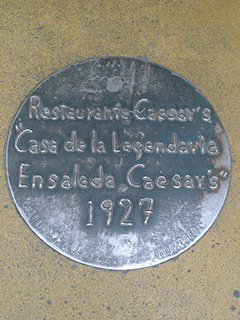 Restaurante Caesar's
"Casa de la Legendaria
Ensalada Caesar's"
1927